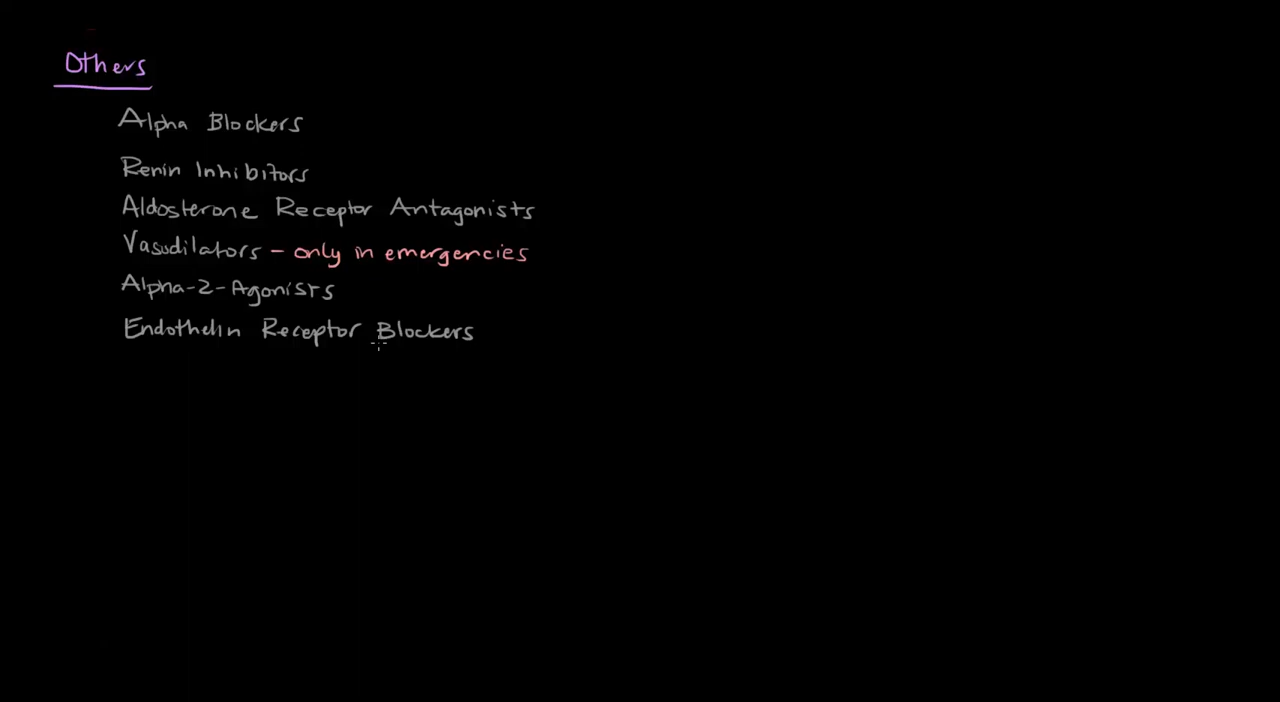 Others
Alpha Blockers
Renin Inhibitors
Aldosterone Receptor Antagonists
Vasodilators - only in emergencies
Alpha-2-Agonists
Endothelin Receptor Blockers